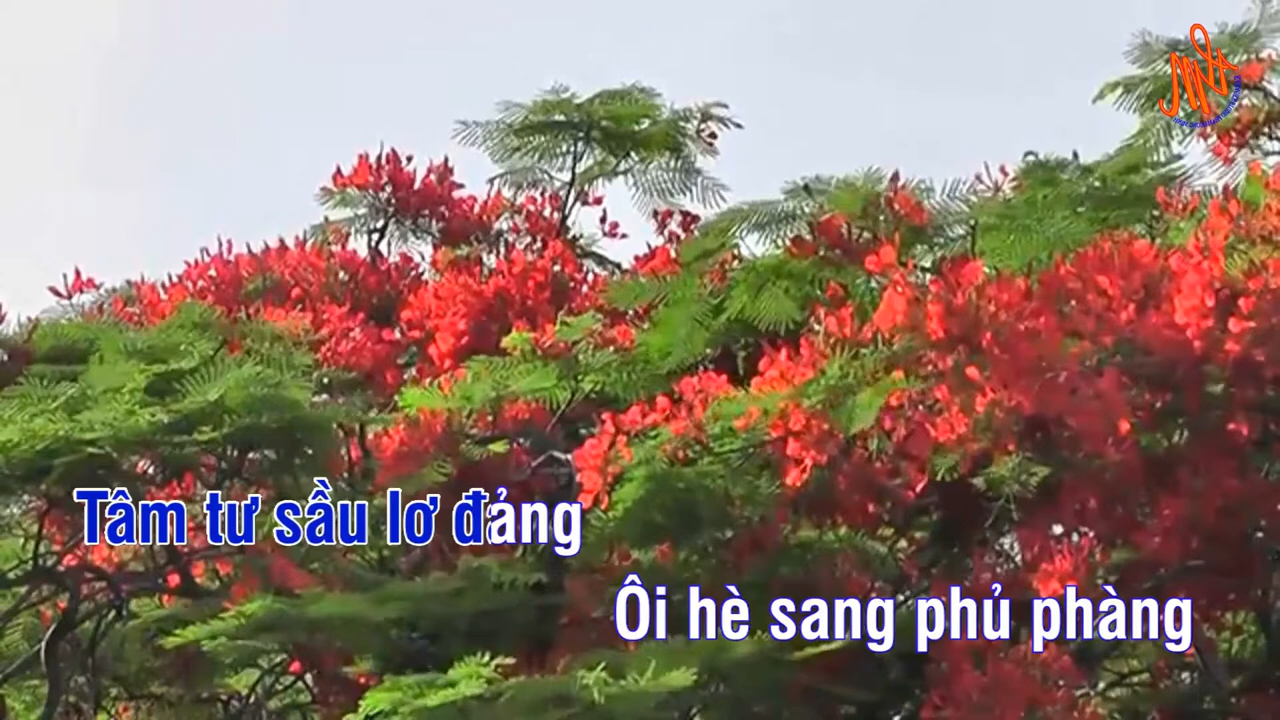 Tâm tư sầu lơ đảng
Ôi hè sang phủ phàng